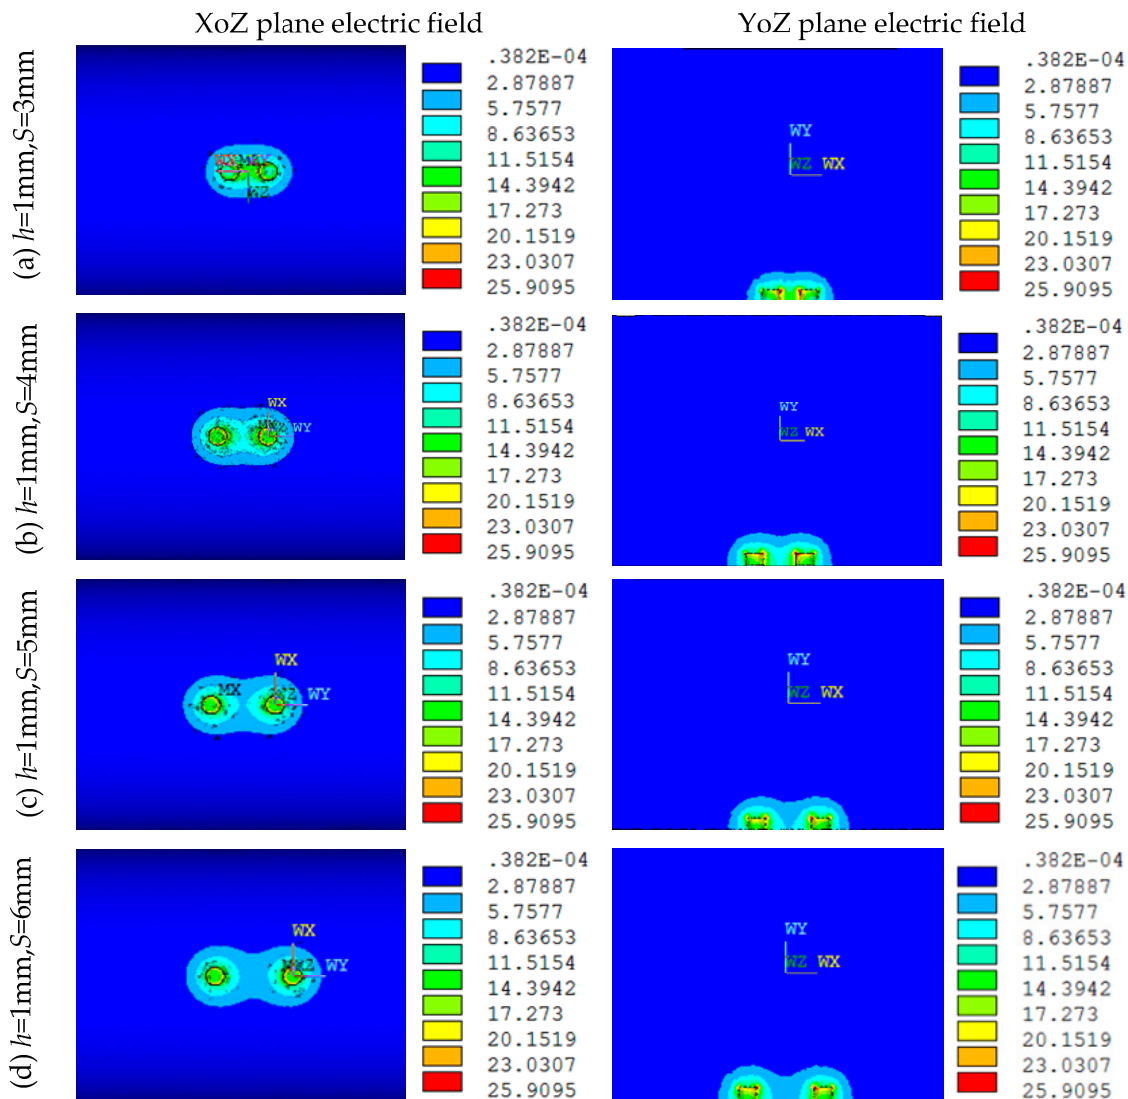 XoZ plane electric field
YoZ plane electric field
(a) h=1mm,S=3mm
WX
WZ
.382E-04
2.87887
5.7577
8.63653
11.5154
14.3942
17.273
20.1519
23.0307
25.9095
WY
WZ WX
.382E-04
2.87887
5.7577
8.63653
11.5154
14.3942
17.273
20.1519
23.0307
25.9095
(b) h=1mm,S=4mm
WX
WY
.382E-04
2.87887
5.7577
8.63653
11.5154
14.3942
17.273
20.1519
23.0307
25.9095
WY
WZ WX
.382E-04
2.87887
5.7577
8.63653
11.5154
14.3942
17.273
20.1519
23.0307
25.9095
(c) h=1mm,S=5mm
WX
MX
WZ
WY
.382E-04
2.87887
5.7577
8.63653
11.5154
14.3942
17.273
20.1519
23.0307
25.9095
WY
WZ WX
.382E-04
2.87887
5.7577
8.63653
11.5154
14.3942
17.273
20.1519
23.0307
25.9095
(d) h=1mm,S=6mm
WX
WY
.382E-04
2.87887
5.7577
8.63653
11.5154
14.3942
17.273
20.1519
23.0307
25.9095
WY
WZ WX
.382E-04
2.87887
5.7577
8.63653
11.5154
14.3942
17.273
20.1519
23.0307
25.9095